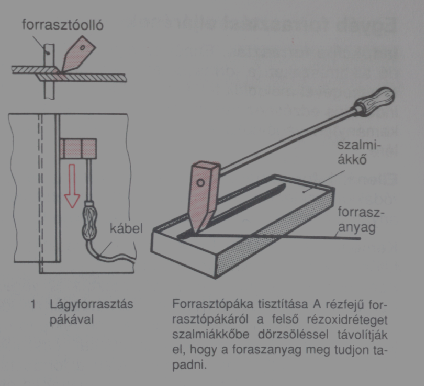 forrasztóolló
szalmi-
ákkő
forrasz-
anyag
kábel
1 Lágyforrasztás
pákával
Forrasztópáka tisztítása A rézfejű for-
rasztópákáról a felső rézoxidréteget
szalmiákkőbe dörzsöléssel távolítják
el, hogy a foraszanyag meg tudjon ta-
padni.